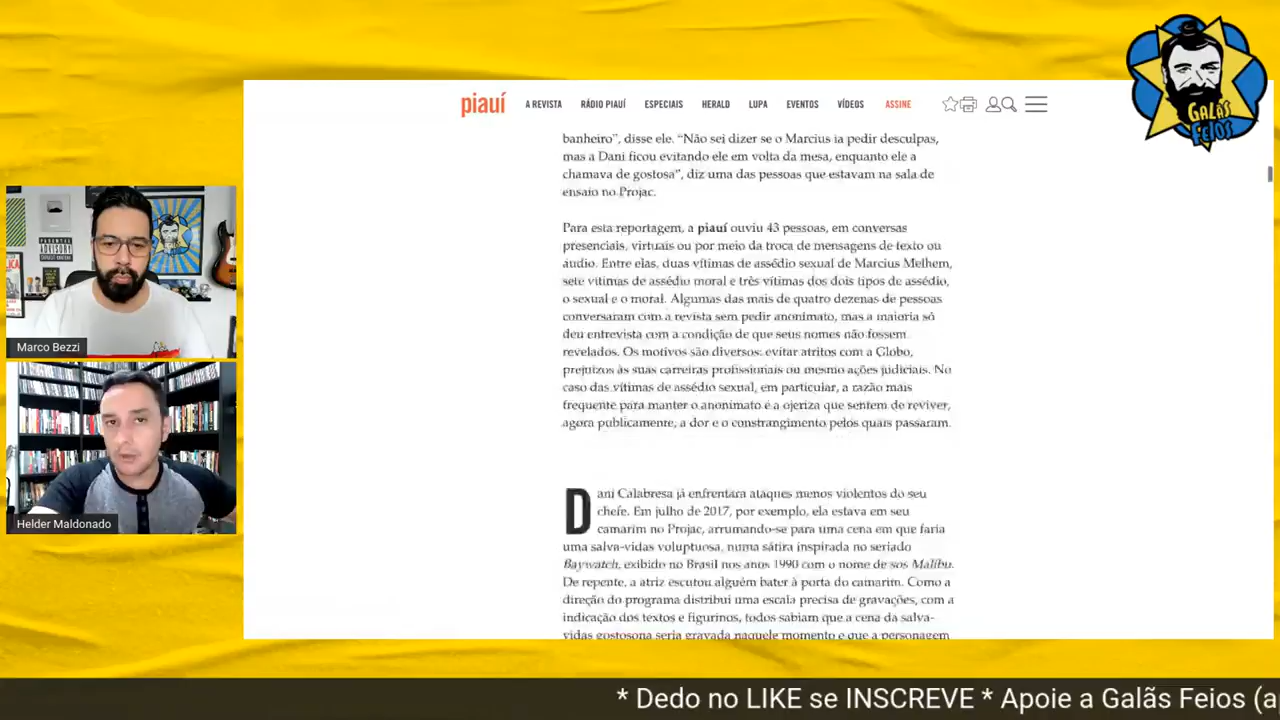 GALÃS
FEIOS
piauí
A REVISTA RÁDIO PIAUÍ ESPECIAIS HERALD LUPA EVENTOS VÍDEOS ASSINE
banheiro”, disse ele. “Não sei dizer se o Marcius ia pedir desculpas,
mas a Dani ficou evitando ele em volta da mesa, enquanto ele a
chamava de gostosa”, diz uma das pessoas que estavam na sala de
ensaio no Projac.
Para esta reportagem, a piauí ouviu 43 pessoas, em conversas
presenciais, virtuais ou por meio da troca de mensagens de texto ou
áudio. Entre elas, duas vítimas de assédio sexual de Marcius Melhem,
sete vítimas de assédio moral e três vítimas dos dois tipos de assédio,
o sexual e o moral. Algumas das mais de quatro dezenas de pessoas
conversaram com a revista sem pedir anonimato, mas a maioria só
deu entrevista com a condição de que seus nomes não fossem
revelados. Os motivos são diversos: evitar atritos com a Globo,
prejuízos às suas carreiras profissionais ou mesmo ações judiciais. No
caso das vítimas de assédio sexual, em particular, a razão mais
frequente para manter o anonimato é a ojeriza que sentem de reviver,
agora publicamente, a dor e o constrangimento pelos quais passaram.
Dani Calabresa já enfrentara ataques menos violentos do seu
chefe. Em julho de 2017, por exemplo, ela estava em seu
camarim no Projac, arrumando-se para uma cena em que faria
uma salva-vidas voluptuosa, numa sátira inspirada no seriado
Baywatch, exibido no Brasil nos anos 1990 com o nome de SOS Malibu.
De repente, a atriz escutou alguém bater à porta do camarim. Como a
direção do programa distribui uma escala precisa de gravações, com a
indicação dos textos e figurinos, todos sabiam que a cena da salva-
vidas gostosona seria gravada naquele momento e que a personagem
PARENTAL
ADVISORY
Marco Bezzi
Helder Maldonado
* Dedo no LIKE se INSCREVE * Apoie a Galãs Feios (a